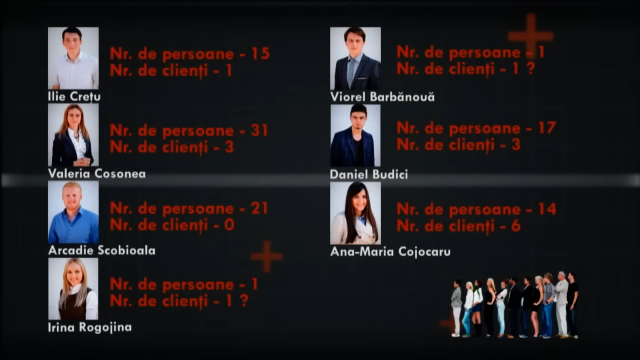 Nr. de persoane - 15
Nr. de clienți - 1
Ilie Crețu
Nr. de persoane - 31
Nr. de clienți - 3
Valeria Cosonea
Nr. de persoane - 21
Nr. de clienți - 0
Arcadie Scobioala
Nr. de persoane - 1
Nr. de clienți - 1 ?
Irina Rogojina
Nr. de persoane - 1
Nr. de clienți - 1 ?
Viorel Barbănouă
Nr. de persoane - 17
Nr. de clienți - 3
Daniel Budici
Nr. de persoane - 14
Nr. de clienți - 6
Ana-Maria Cojocaru